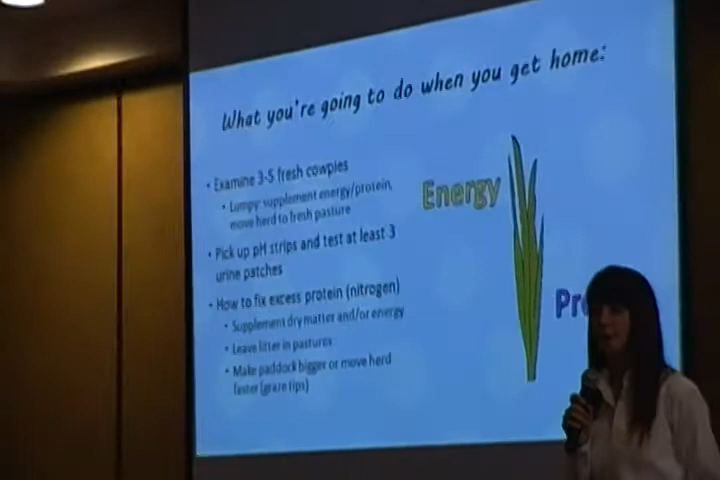 What you're going to do when you get home:
• Examine 3-5 fresh cowpies
• Lumpy: supplement energy/protein,
move herd to fresh pasture
• Pick up pH strips and test at least 3
urine patches
• How to fix excess protein (nitrogen)
• Supplement dry matter and/or energy
• Leave litter in pastures
• Make paddock bigger or move herd
faster (graze tips)
Energy
Pr